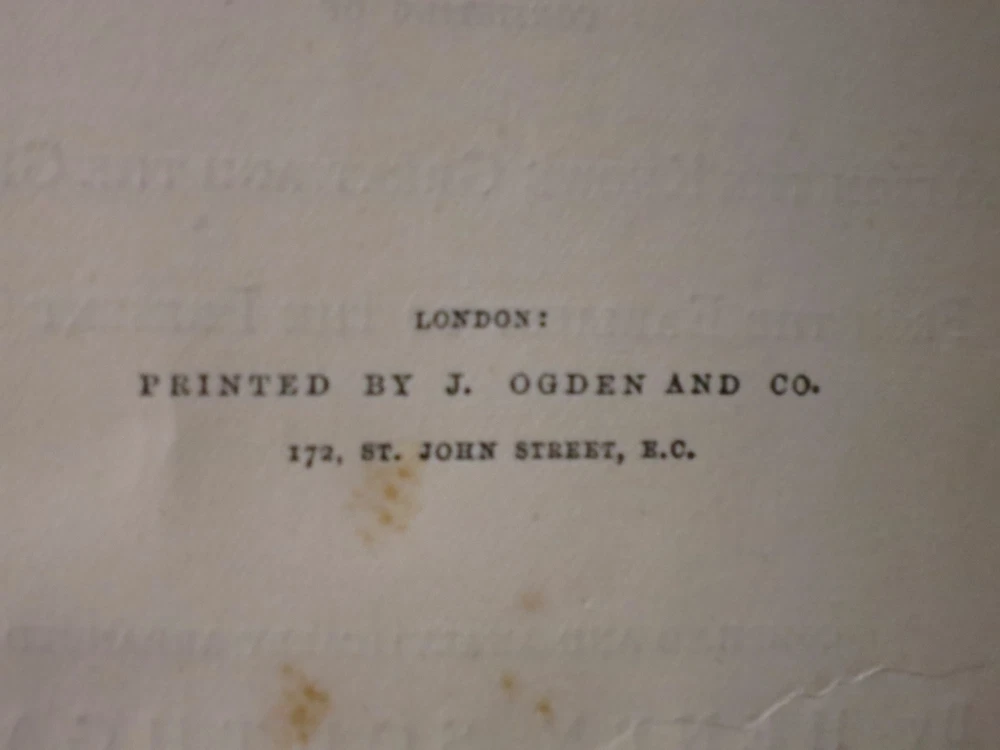 LONDON:
PRINTED BY J. OGDEN AND CO.
172, ST. JOHN STREET, E.C.